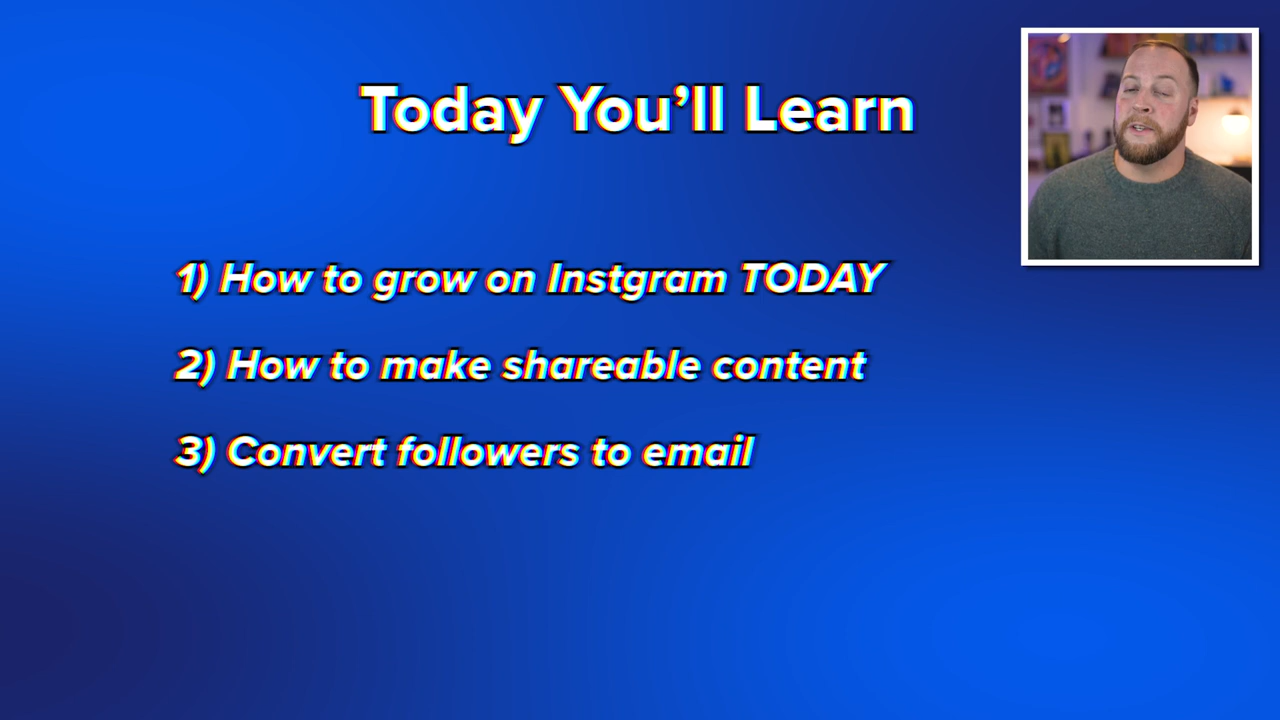 Today You’ll Learn
1) How to grow on Instgram TODAY
2) How to make shareable content
3) Convert followers to email